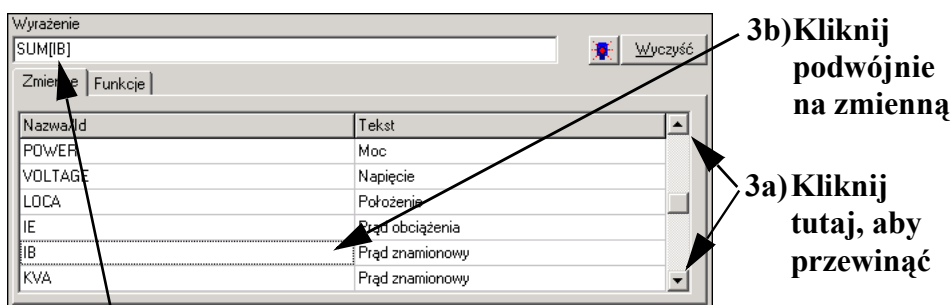 Wyrażenie
SUM[IB]
Wyczyść
Zmienne Funkcje
Nazwa/Id Tekst
POWER Moc
VOLTAGE Napięcie
LOCA Położenie
IE Prąd obciążenia
IB Prąd znamionowy
KVA Prąd znamionowy
3b) Kliknij
podwójnie
na zmienną
3a) Kliknij
tutaj, aby
przewinąć